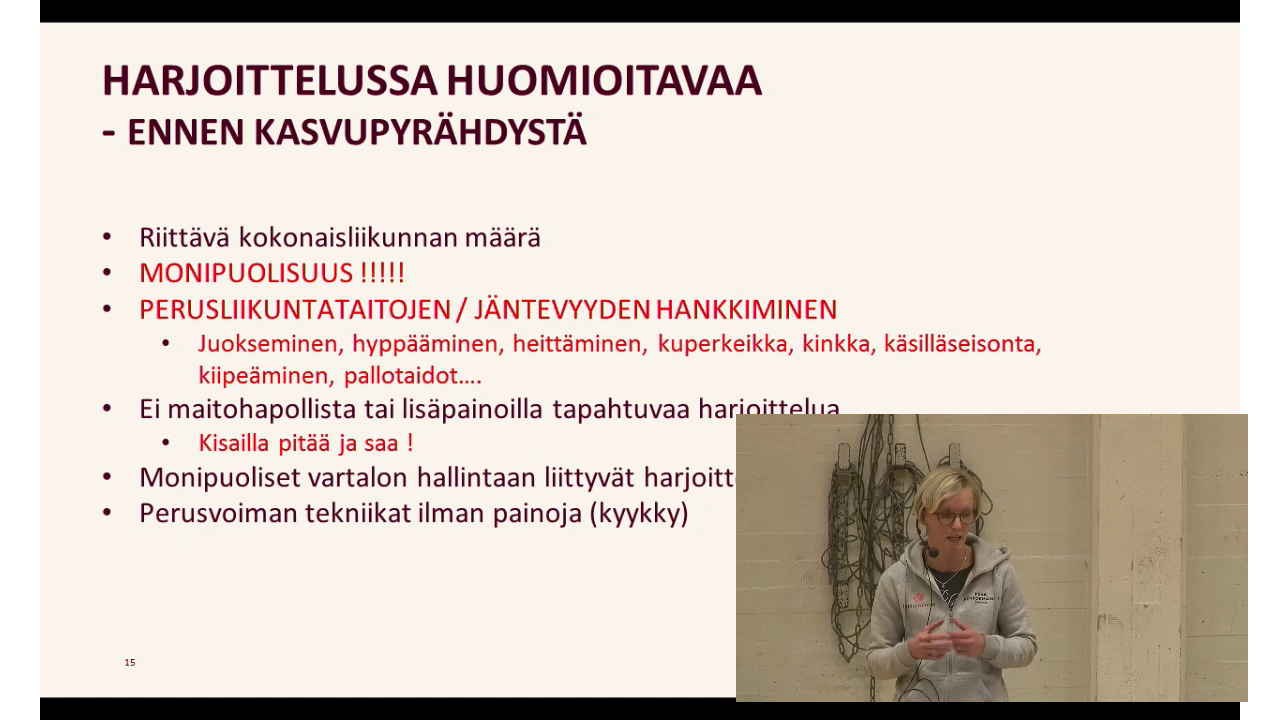 HARJOITTELUSSA HUOMIOITAVAA
- ENNEN KASVUPYRÄHDYSTÄ
• Riittävä kokonaisliikunnan määrä
• MONIPUOLISUUS !!!!!
• PERUSLIIKUNTATAITOJEN / JÄNTEVYYDEN HANKKIMINEN
• Juokseminen, hyppääminen, heittäminen, kuperkeikka, kinkka, käsilläseisonta,
kiipeäminen, pallotaidot….
• Ei maitohapollista tai lisäpainoilla tapahtuvaa harjoittelua
• Kisailla pitää ja saa !
• Monipuoliset vartalon hallintaan liittyvät
• Perusvoiman tekniikat ilman painoja (kyykky)
15